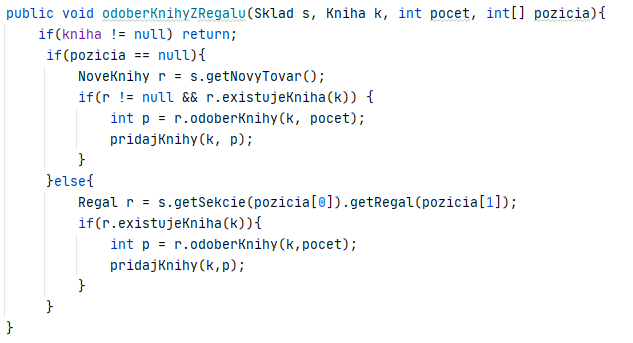 public void odoberKnihyZRegalu(Sklad s, Kniha k, int pocet, int[] pozicia){
    if(kniha != null) return;
     if(pozicia == null){
         NoveKnihy r = s.getNovyTovar();
         if(r != null && r.existujeKniha(k)) {
             int p = r.odoberKnihy(k, pocet);
             pridajKnihy(k, p);
         }
     }else{
         Regal r = s.getSekcie(pozicia[0]).getRegal(pozicia[1]);
         if(r.existujeKniha(k)){
             int p = r.odoberKnihy(k,pocet);
             pridajKnihy(k,p);
         }
     }
}